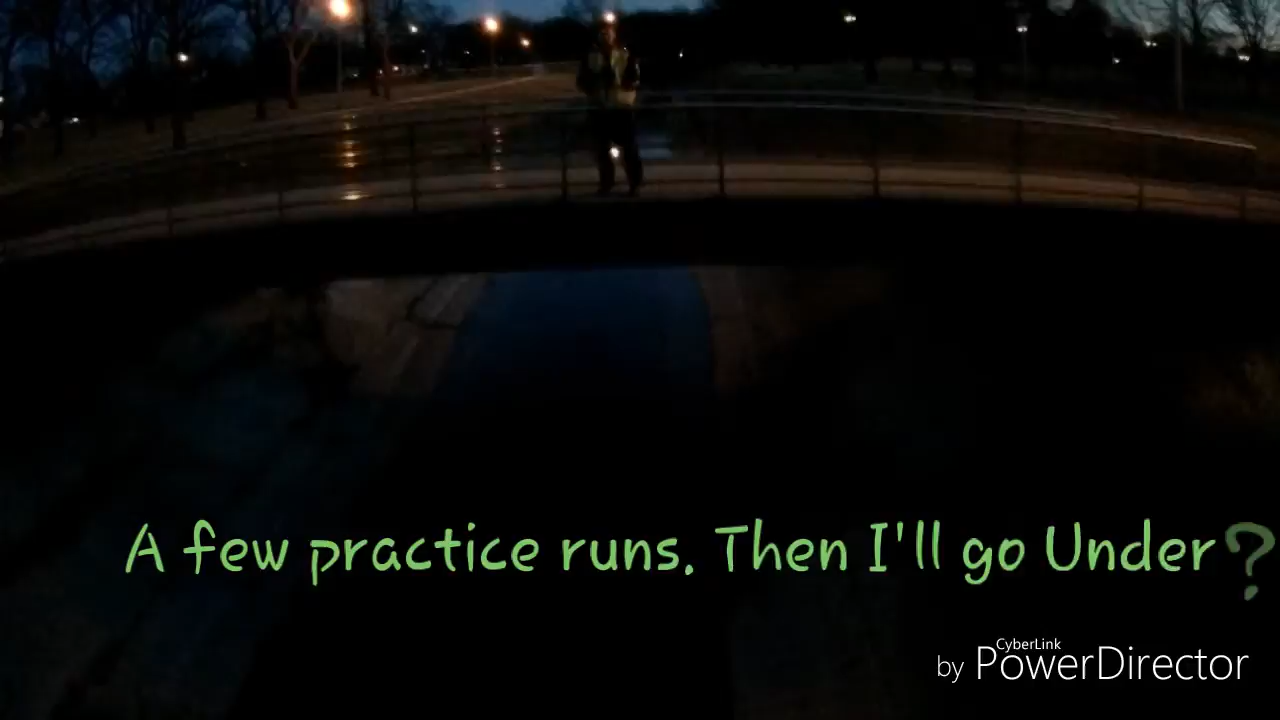 A few practice runs. Then I'll go Under?
CyberLink
by PowerDirector